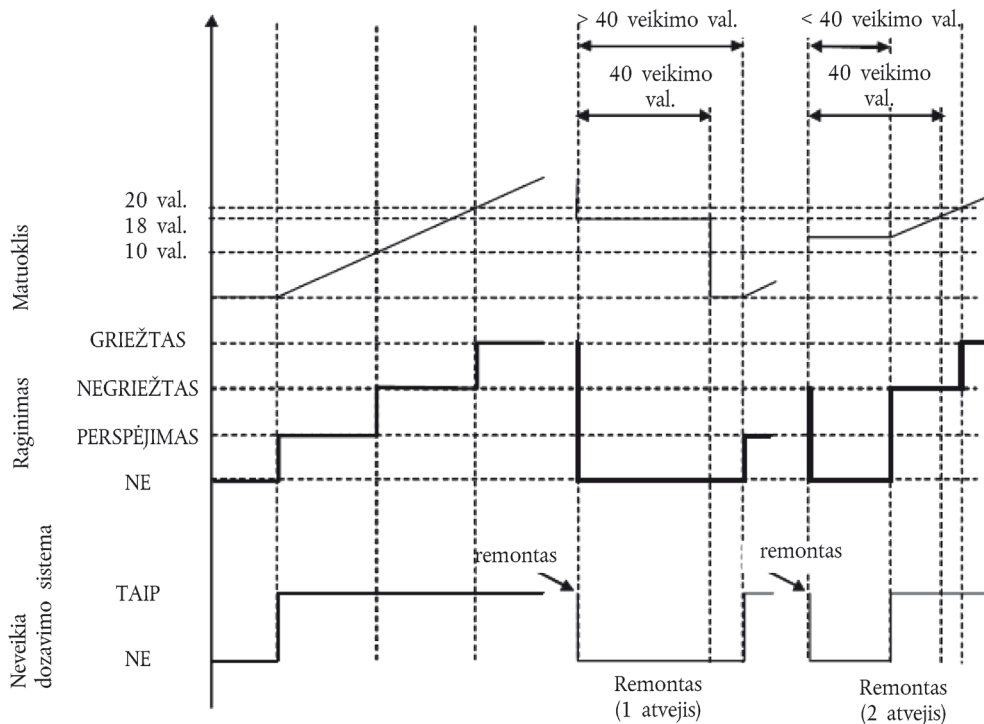 > 40 veikimo val.
< 40 veikimo val.
40 veikimo
val.
40 veikimo
val.
Matuoklis
20 val.
18 val.
10 val.
Raginimas
GRIEŽTAS
NEGRIEŽTAS
PERSPĖJIMAS
NE
Neveikia
dozavimo sistema
TAIP
NE
remontas
remontas
Remontas
(1 atvejis)
Remontas
(2 atvejis)